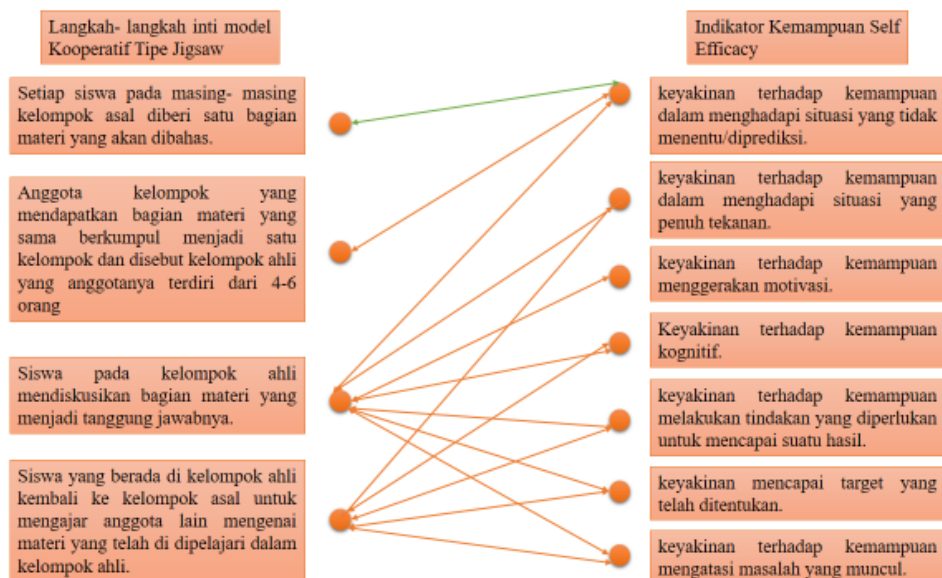 Langkah- langkah inti model
Kooperatif Tipe Jigsaw
Setiap siswa pada masing- masing
kelompok asal diberi satu bagian
materi yang akan dibahas.
Anggota kelompok yang
mendapatkan bagian materi yang
sama berkumpul menjadi satu
kelompok dan disebut kelompok ahli
yang anggotanya terdiri dari 4-6
orang
Siswa pada kelompok ahli
mendiskusikan bagian materi yang
menjadi tanggung jawabnya.
Siswa yang berada di kelompok ahli
kembali ke kelompok asal untuk
mengajar anggota lain mengenai
materi yang telah di dipelajari dalam
kelompok ahli.
Indikator Kemampuan Self
Efficacy
keyakinan terhadap kemampuan
dalam menghadapi situasi yang tidak
menentu/diprediksi.
keyakinan terhadap kemampuan
dalam menghadapi situasi yang
penuh tekanan.
keyakinan terhadap kemampuan
menggerakan motivasi.
Keyakinan terhadap kemampuan
kognitif.
keyakinan terhadap kemampuan
melakukan tindakan yang diperlukan
untuk mencapai suatu hasil.
keyakinan mencapai target yang
telah ditentukan.
keyakinan terhadap kemampuan
mengatasi masalah yang muncul.